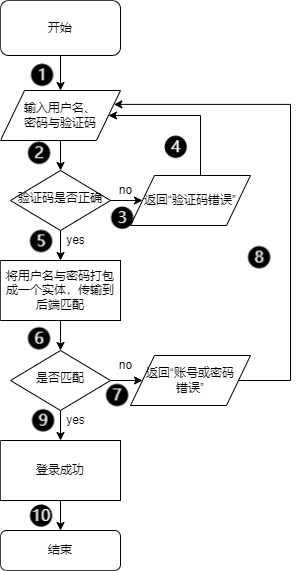 开始
1
输入用户名、
密码与验证码
2
4
验证码是否正确
no
3
返回“验证码错误”
5
yes
8
将用户名与密码打包
成一个实体，传输到
后端匹配
6
是否匹配
no
7
返回“账号或密码
错误”
9
yes
登录成功
10
结束